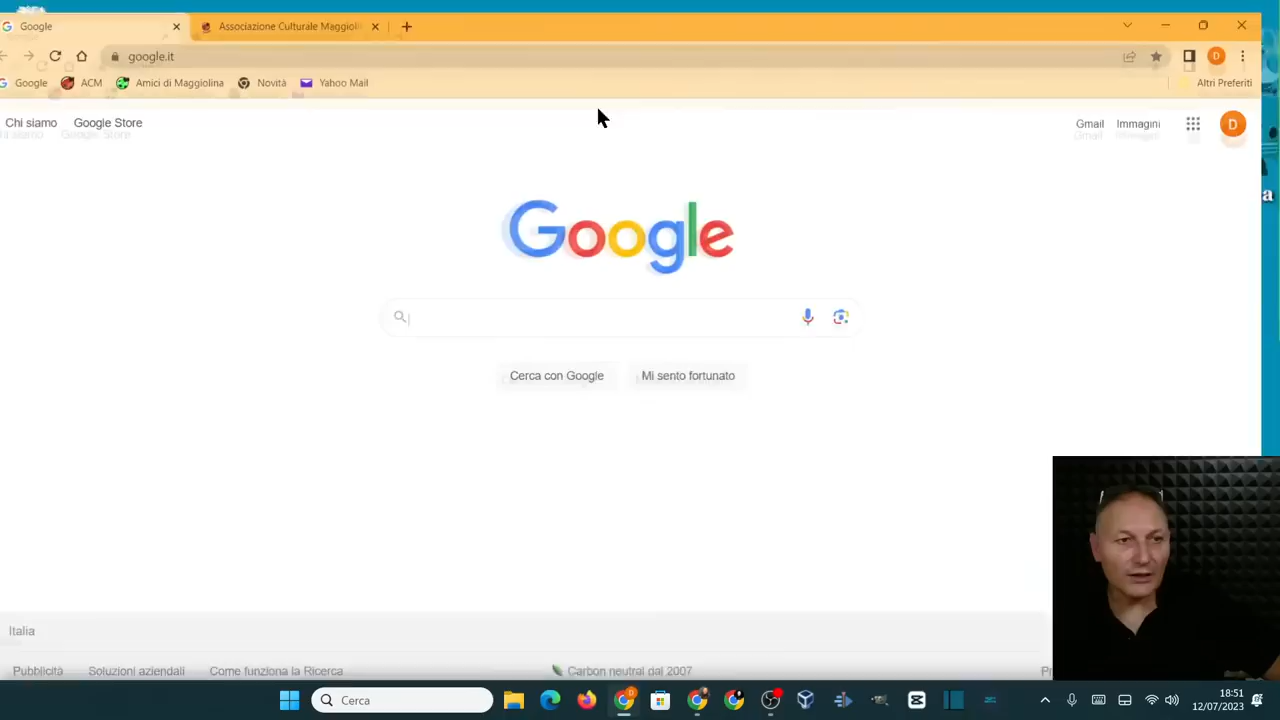 Google
Associazione Culturale Maggioli
google.it
D
Google
ACM
Amici di Maggiolina
Novità
Yahoo Mail
Altri Preferiti
Chi siamo
Google Store
Gmail
Immagini
D
a
Google
Cerca con Google
Mi sento fortunato
Italia
Pubblicità
Soluzioni aziendali
Come funziona la Ricerca
Carbon neutral dal 2007
Pr
Cerca
18:51
12/07/2023